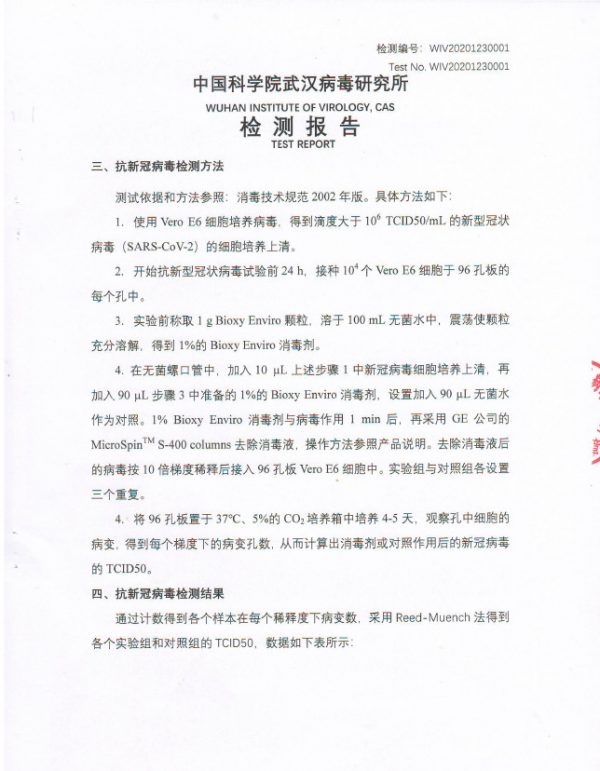 检测编号：WIV20201230001
Test No. WIV20201230001
中国科学院武汉病毒研究所
WUHAN INSTITUTE OF VIROLOGY, CAS
检 测 报 告
TEST REPORT
三、抗新冠病毒检测方法
测试依据和方法参照：消毒技术规范 2002 年版。具体方法如下：
1. 使用 Vero E6 细胞培养病毒，得到滴度大于 10⁶ TCID50/mL 的新型冠状
病毒（SARS-CoV-2）的细胞培养上清。
2. 开始抗新型冠状病毒试验前 24 h，接种 10⁴ 个 Vero E6 细胞于 96 孔板的
每个孔中。
3. 实验前称取 1 g Bioxy Enviro 颗粒，溶于 100 mL 无菌水中，震荡使颗粒
充分溶解，得到 1%的 Bioxy Enviro 消毒剂。
4. 在无菌螺口管中，加入 10 μL 上述步骤 1 中新冠病毒细胞培养上清，再
加入 90 μL 步骤 3 中准备的 1%的 Bioxy Enviro 消毒剂，设置加入 90 μL 无菌水
作为对照。1% Bioxy Enviro 消毒剂与病毒作用 1 min 后，再采用 GE 公司的
MicroSpin™ S-400 columns 去除消毒液，操作方法参照产品说明。去除消毒液后
的病毒按 10 倍梯度稀释后接入 96 孔板 Vero E6 细胞中。实验组与对照组各设置
三个重复。
4. 将 96 孔板置于 37℃、5%的 CO₂ 培养箱中培养 4-5 天，观察孔中细胞的
病变，得到每个梯度下的病变孔数，从而计算出消毒剂或对照作用后的新冠病毒
的 TCID50。
四、抗新冠病毒检测结果
通过计数得到各个样本在每个稀释度下病变数，采用 Reed-Muench 法得到
各个实验组和对照组的 TCID50，数据如下表所示：